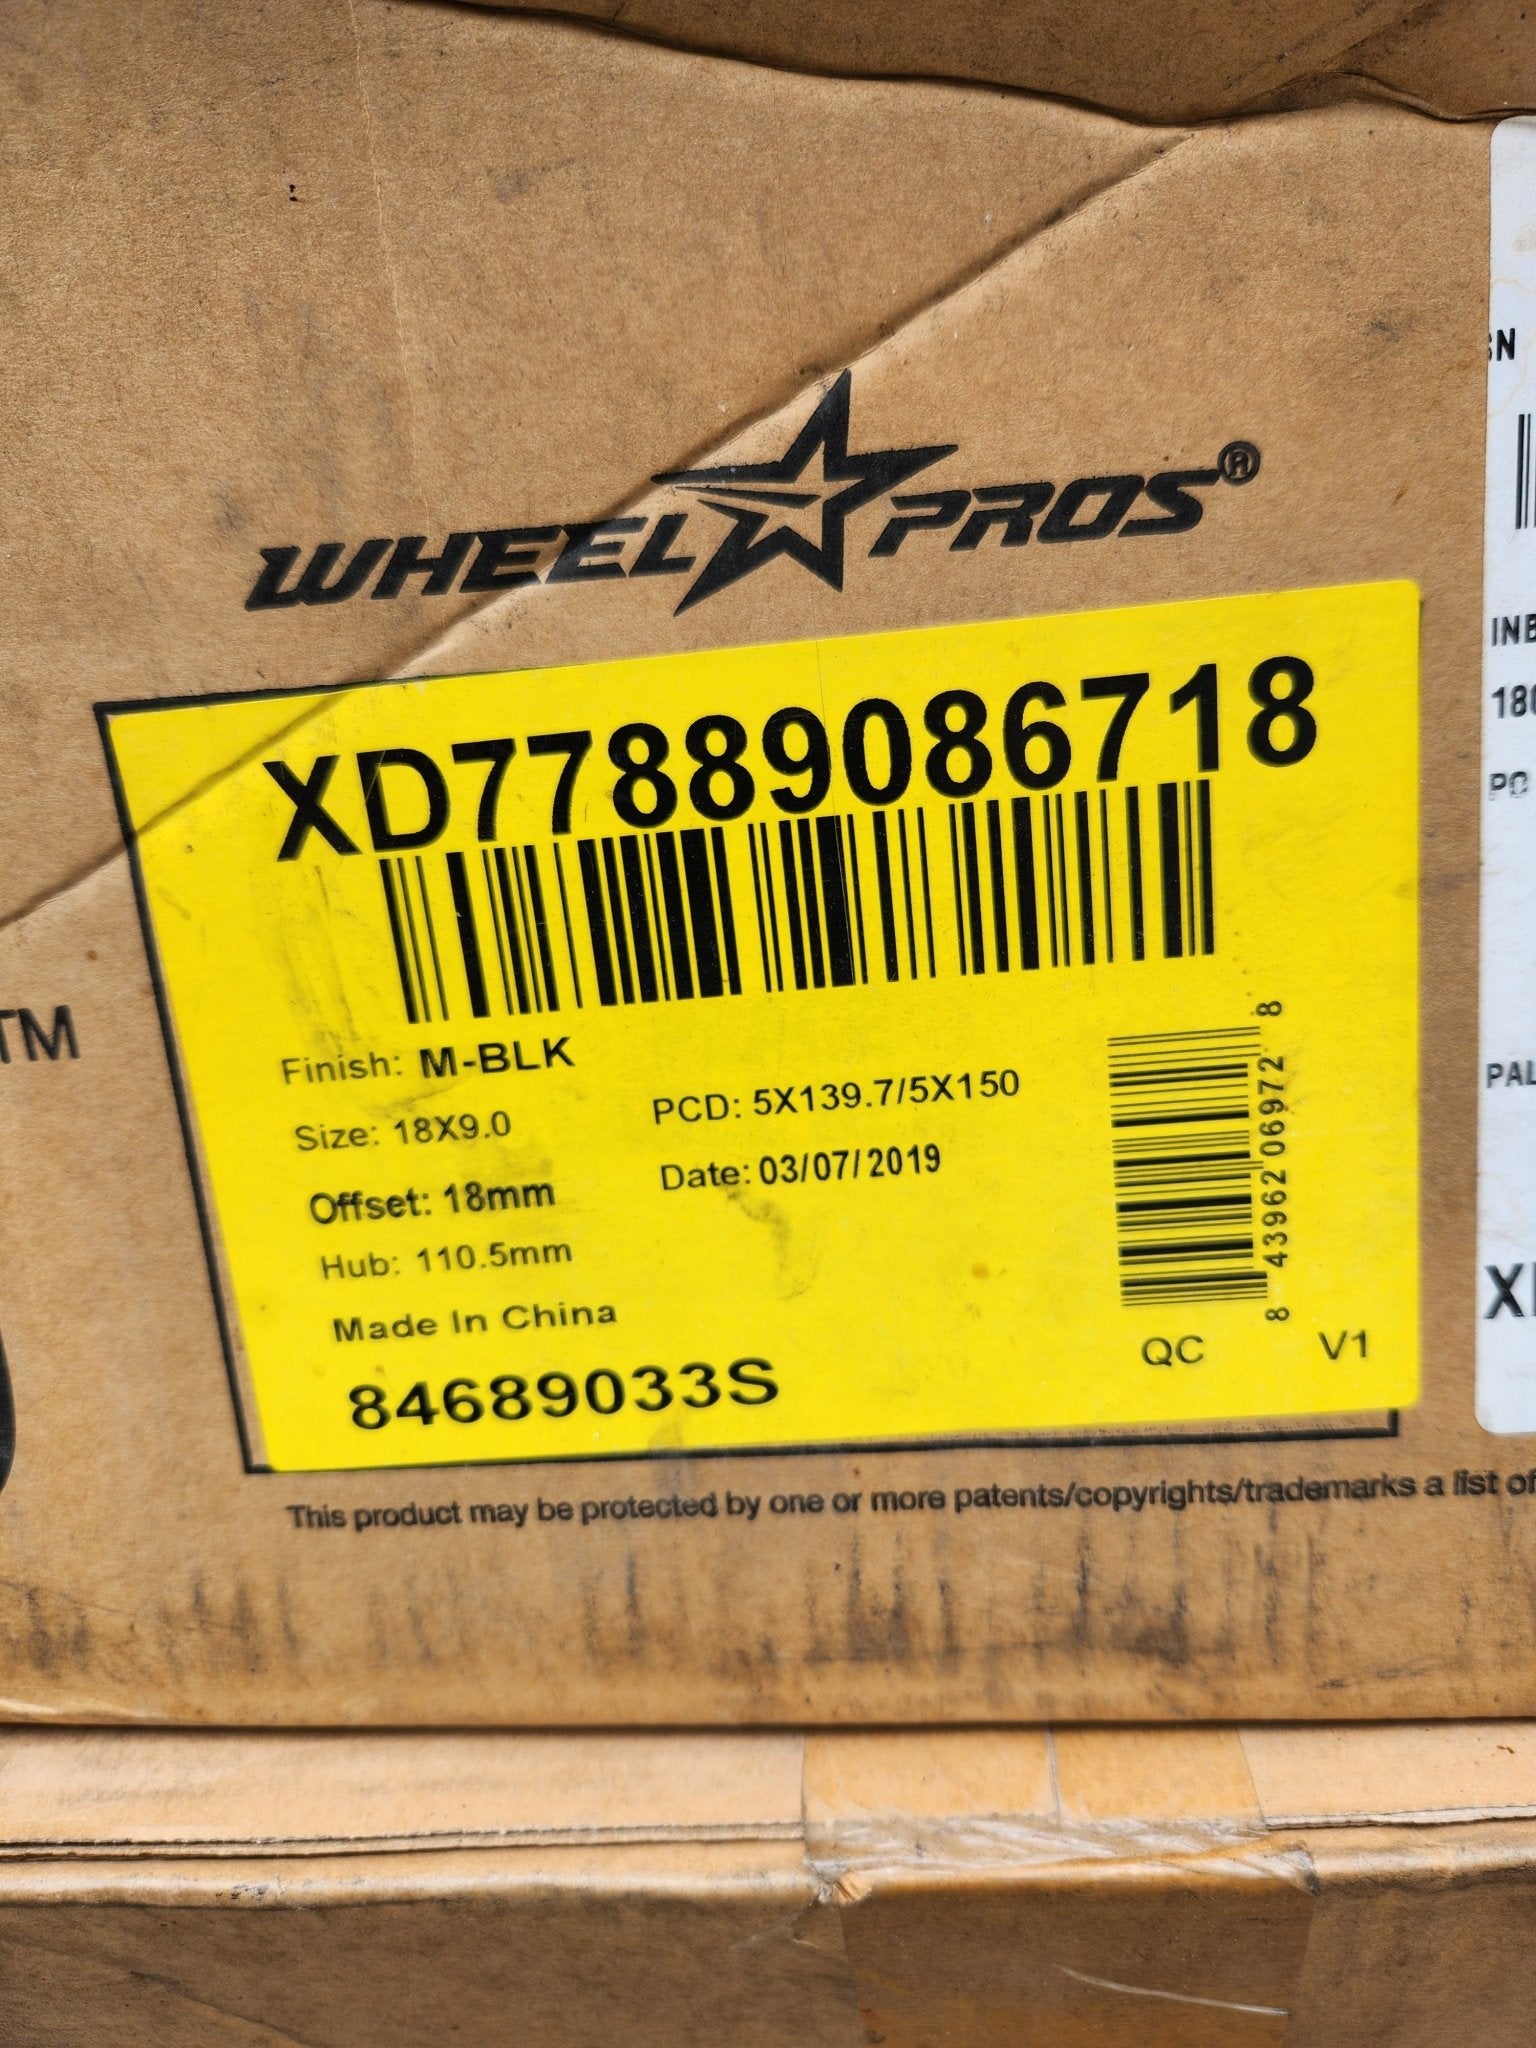 WHEEL PROS®
XD77889086718
Finish: M-BLK
Size: 18X9.0
PCD: 5X139.7/5X150
Offset: 18mm
Date: 03/07/2019
Hub: 110.5mm
Made In China
84689033S
8 43962 06972 8
QC
V1
This product may be protected by one or more patents/copyrights/trademarks a list of
TM
INB
180
PO
PAL